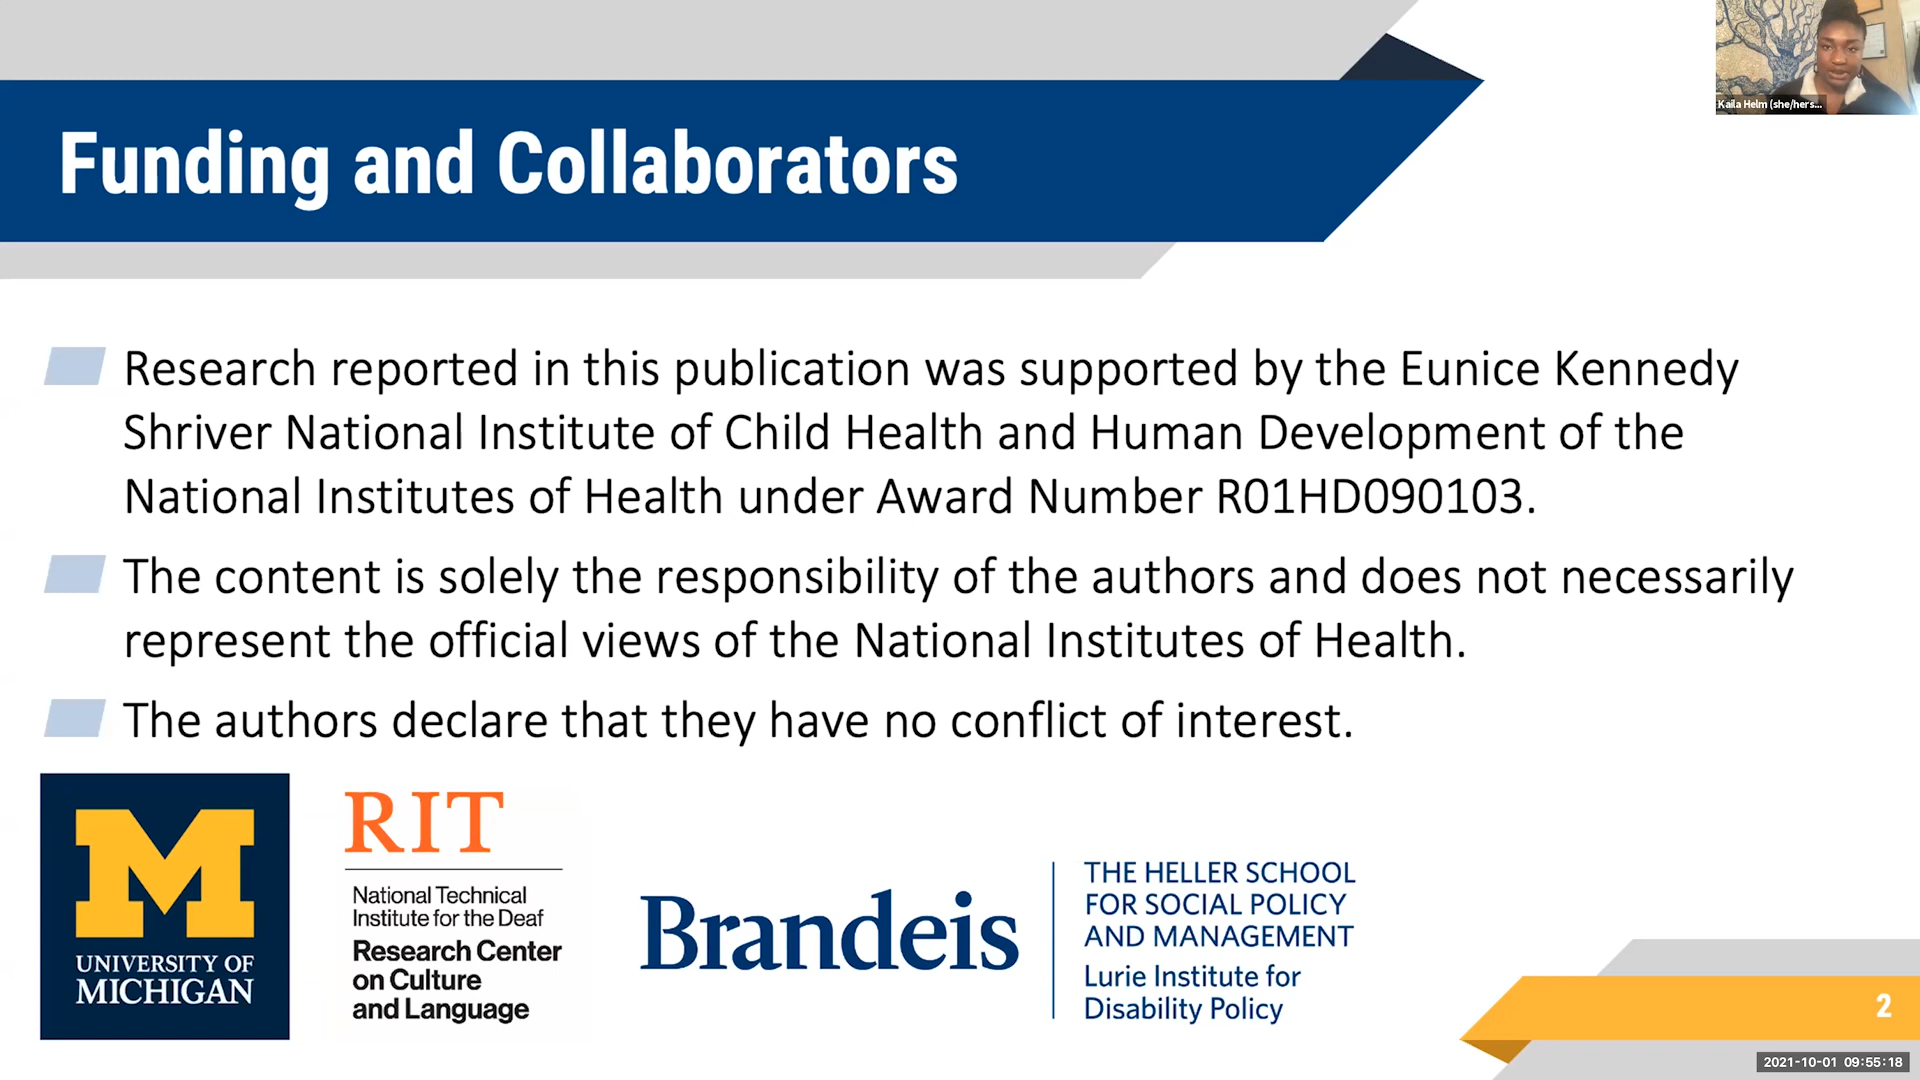 Kaila Helm (she/hers...
Funding and Collaborators
Research reported in this publication was supported by the Eunice Kennedy
Shriver National Institute of Child Health and Human Development of the
National Institutes of Health under Award Number R01HD090103.
The content is solely the responsibility of the authors and does not necessarily
represent the official views of the National Institutes of Health.
The authors declare that they have no conflict of interest.
M
UNIVERSITY OF
MICHIGAN
RIT
National Technical
Institute for the Deaf
Research Center
on Culture
and Language
Brandeis
THE HELLER SCHOOL
FOR SOCIAL POLICY
AND MANAGEMENT
Lurie Institute for
Disability Policy
2
2021-10-01 09:55:18